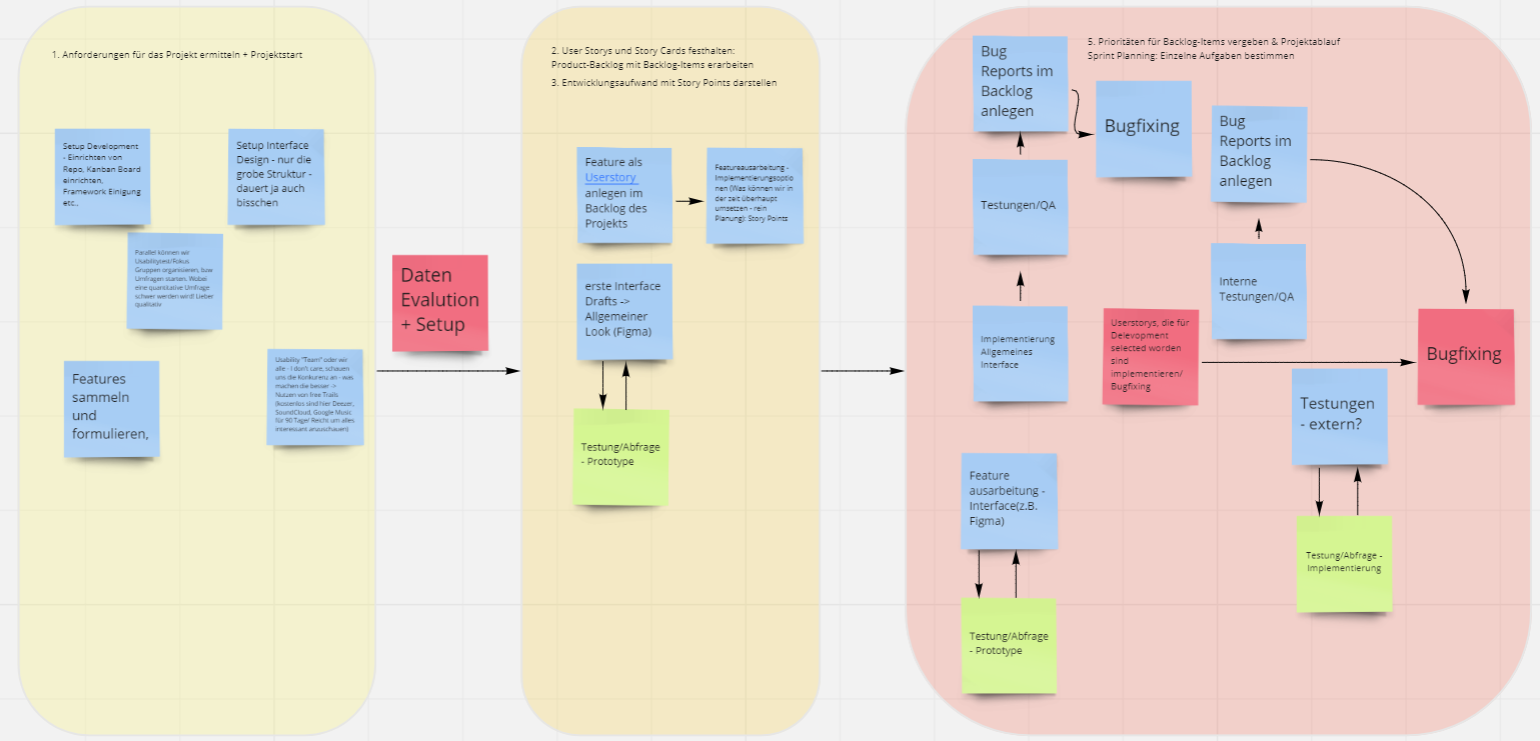 1. Anforderungen für das Projekt ermitteln + Projektstart
Setup Development
- Einrichten von
Repo, Kanban Board
einrichten,
Framework Einigung
etc..
Setup Interface
Design - nur die
grobe Struktur -
dauert ja auch
bisschen
Parallel können wir
Usabilitytest/Fokus
Gruppen organisieren, bzw
Umfragen starten. Wobei
eine quantitative Umfrage
schwer werden wird! Lieber
qualitativ
Features
sammeln
und
formulieren,
Usability "Team" oder wir
alle - I don't care, schauen
uns die Konkurenz an - was
machen die besser ->
Nutzen von free Trails
(kostenlos sind hier Deezer,
SoundCloud, Google Music
für 90 Tage! Reicht um alles
interessant anzuschauen)
Daten
Evalution
+ Setup
2. User Storys und Story Cards festhalten:
Product-Backlog mit Backlog-Items erarbeiten
3. Entwicklungsaufwand mit Story Points darstellen
Feature als
Userstory
anlegen im
Backlog des
Projekts
Featureausarbeitung -
Implementierungsoptio
nen (Was können wir in
der zeit überhaupt
umsetzen - rein
Planung): Story Points
erste Interface
Drafts ->
Allgemeiner
Look (Figma)
Testung/Abfrage
- Prototype
5. Prioritäten für Backlog-Items vergeben & Projektablauf
Sprint Planning: Einzelne Aufgaben bestimmen
Bug
Reports im
Backlog
anlegen
Bugfixing
Bug
Reports im
Backlog
anlegen
Testungen/QA
Interne
Testungen/QA
Implementierung
Allgemeines
Interface
Userstorys, die für
Delevopment
selected worden
sind
implementieren/
Bugfixing
Bugfixing
Testungen
- extern?
Feature
ausarbeitung -
Interface(z.B.
Figma)
Testung/Abfrage -
Implementierung
Testung/Abfrage
- Prototype